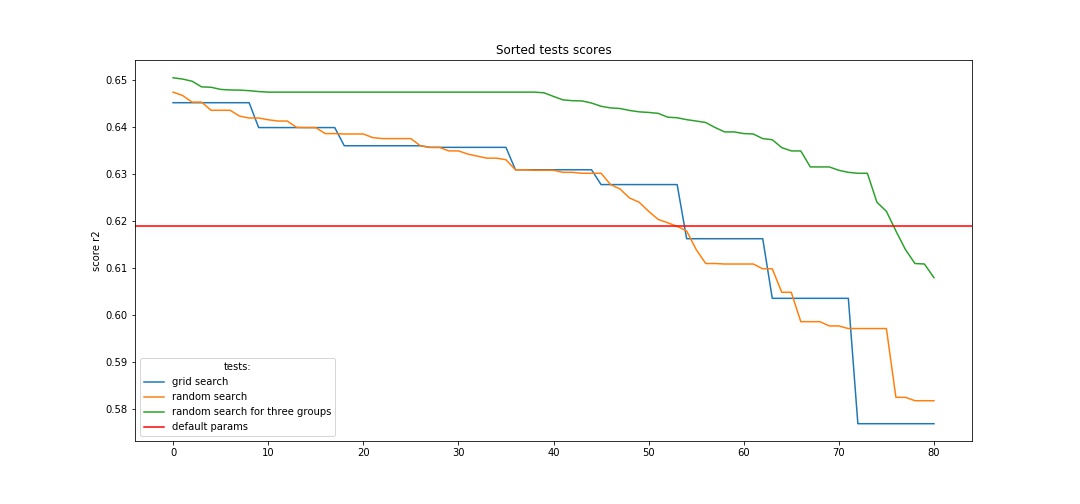 Sorted tests scores
score r2
0.65
0.64
0.63
0.62
0.61
0.60
0.59
0.58
tests:
grid search
random search
random search for three groups
default params
0 10 20 30 40 50 60 70 80